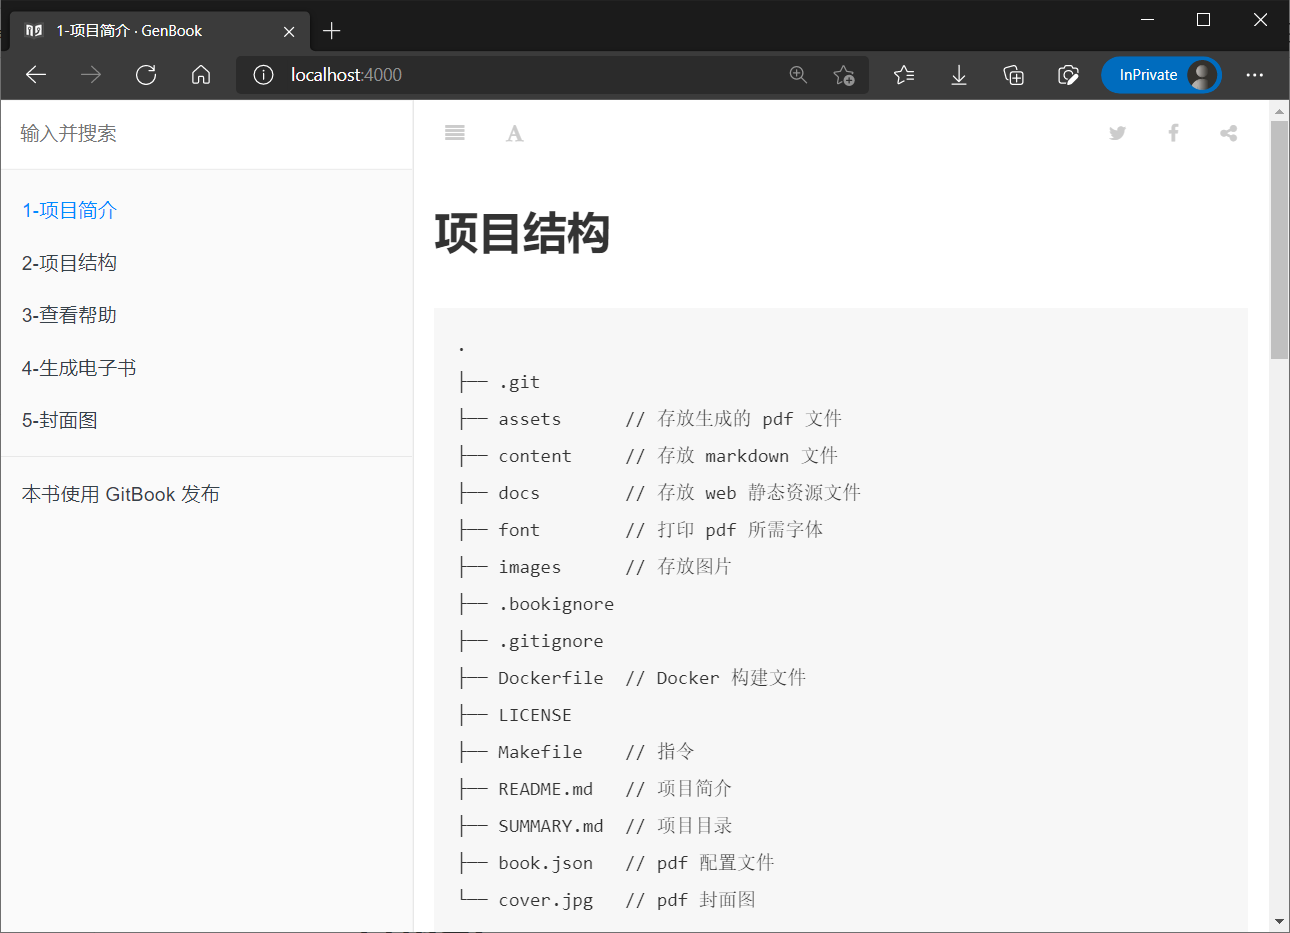 1-项目简介 · GenBook
localhost:4000
InPrivate
输入并搜索
1-项目简介
2-项目结构
3-查看帮助
4-生成电子书
5-封面图
本书使用 GitBook 发布
A
项目结构
.
├── .git
├── assets      // 存放生成的 pdf 文件
├── content     // 存放 markdown 文件
├── docs        // 存放 web 静态资源文件
├── font        // 打印 pdf 所需字体
├── images      // 存放图片
├── .bookignore
├── .gitignore
├── Dockerfile  // Docker 构建文件
├── LICENSE
├── Makefile    // 指令
├── README.md   // 项目简介
├── SUMMARY.md  // 项目目录
├── book.json   // pdf 配置文件
└── cover.jpg   // pdf 封面图